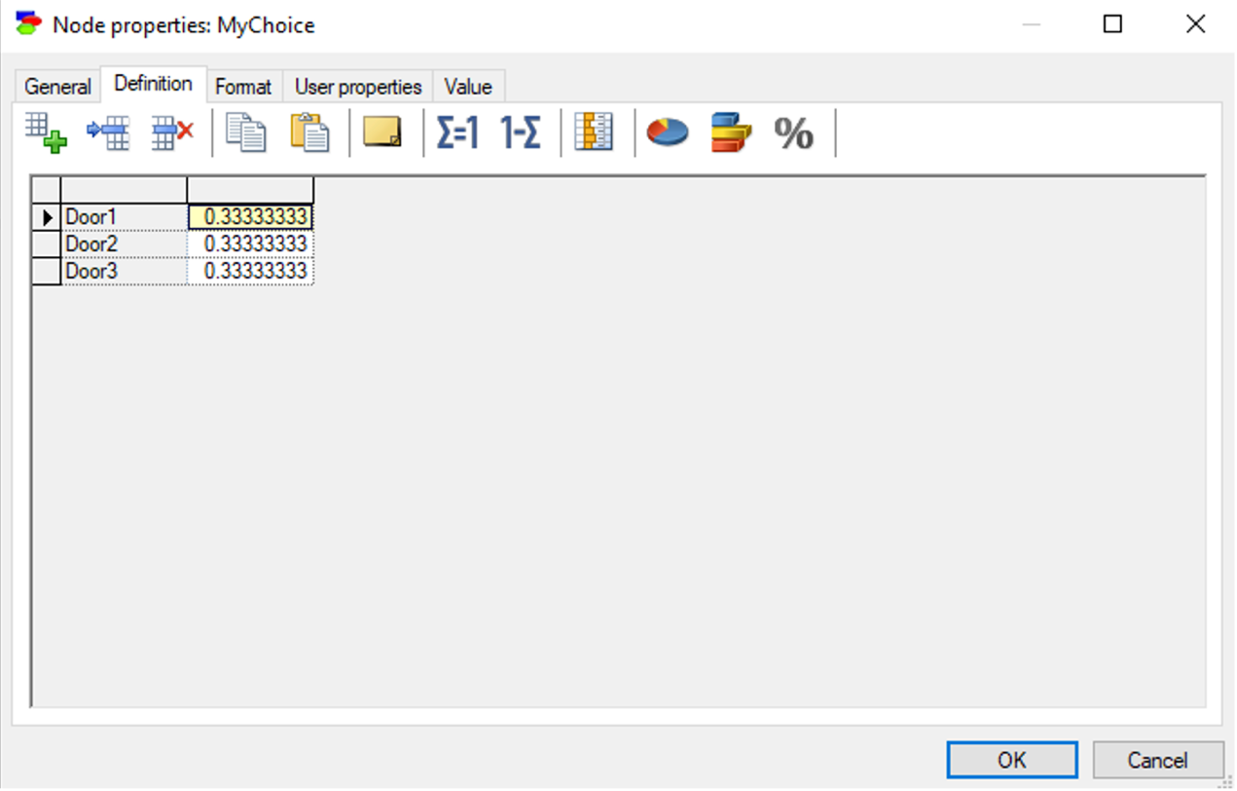 Node properties: MyChoice
General Definition Format User properties Value
Σ=1 1-Σ %
Door1 0.33333333
Door2 0.33333333
Door3 0.33333333
OK Cancel